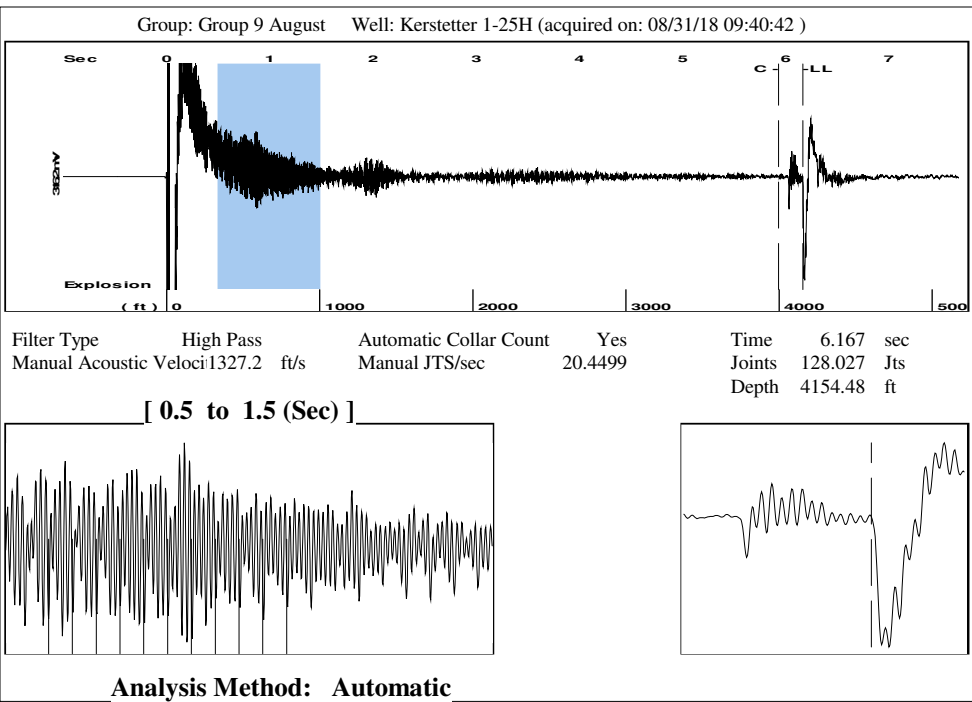 Group: Group 9 August Well: Kerstetter 1-25H (acquired on: 08/31/18 09:40:42 )
Sec 0 1 2 3 4 5 6 7
C LL
Explosion
( ft ) 0 1000 2000 3000 4000 500
Filter Type High Pass Automatic Collar Count Yes Time 6.167 sec
Manual Acoustic Veloci 1327.2 ft/s Manual JTS/sec 20.4499 Joints 128.027 Jts
Depth 4154.48 ft
[ 0.5 to 1.5 (Sec) ]
Analysis Method: Automatic